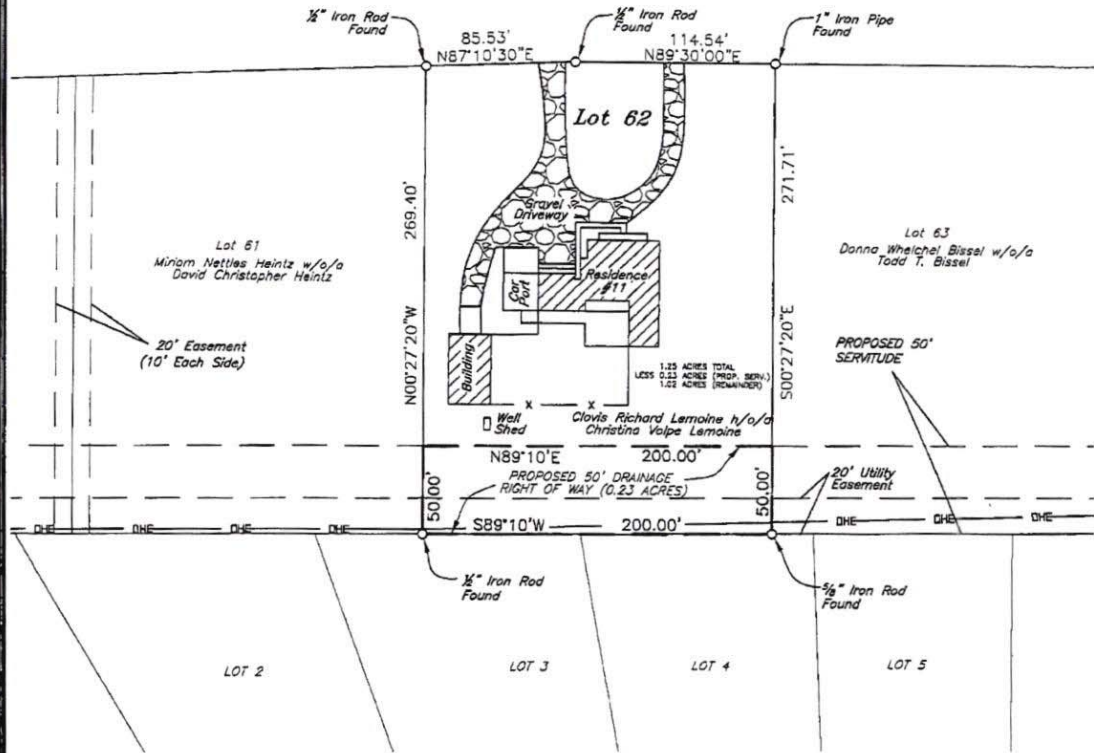 ½" Iron Rod
Found
½" Iron Rod
Found
1" Iron Pipe
Found
85.53'
N87°10'30"E
114.54'
N89°30'00"E
Lot 62
269.40'
N00°27'20"W
271.71'
S00°27'20"E
Gravel
Driveway
Lot 61
Miriam Nettles Heintz w/o/a
David Christopher Heintz
Lot 63
Donna Whelchel Bissel w/o/a
Todd T. Bissel
Car
Port
Residence
#11
20' Easement
(10' Each Side)
PROPOSED 50'
SERVITUDE
Building
1.25 ACRES TOTAL
LESS 0.23 ACRES (PROP. SERV.)
1.02 ACRES (REMAINDER)
Well
Shed
Clovis Richard Lemoine h/o/a
Christina Volpe Lemoine
X
X
N89°10'E
200.00'
PROPOSED 50' DRAINAGE
RIGHT OF WAY (0.23 ACRES)
20' Utility
Easement
50.00'
50.00'
OHE
OHE
OHE
OHE
S89°10'W
200.00'
OHE
OHE
OHE
½" Iron Rod
Found
⅝" Iron Rod
Found
LOT 2
LOT 3
LOT 4
LOT 5